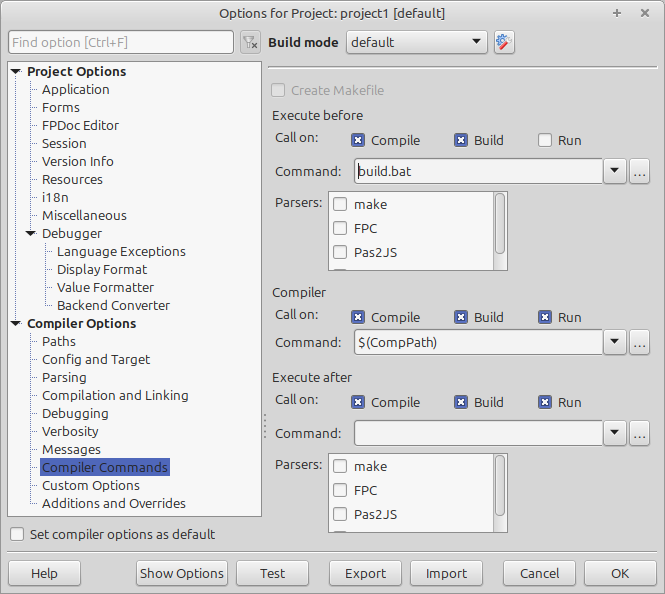 Options for Project: project1 [default]
Find option [Ctrl+F]
Build mode
default
Project Options
Application
Forms
FPDoc Editor
Session
Version Info
Resources
i18n
Miscellaneous
Debugger
Language Exceptions
Display Format
Value Formatter
Backend Converter
Compiler Options
Paths
Config and Target
Parsing
Compilation and Linking
Debugging
Verbosity
Messages
Compiler Commands
Custom Options
Additions and Overrides
Set compiler options as default
Create Makefile
Execute before
Call on: Compile Build Run
Command: build.bat ...
Parsers: make
FPC
Pas2JS
Compiler
Call on: Compile Build Run
Command: $(CompPath) ...
Execute after
Call on: Compile Build Run
Command: ...
Parsers: make
FPC
Pas2JS
Help Show Options Test Export Import Cancel OK